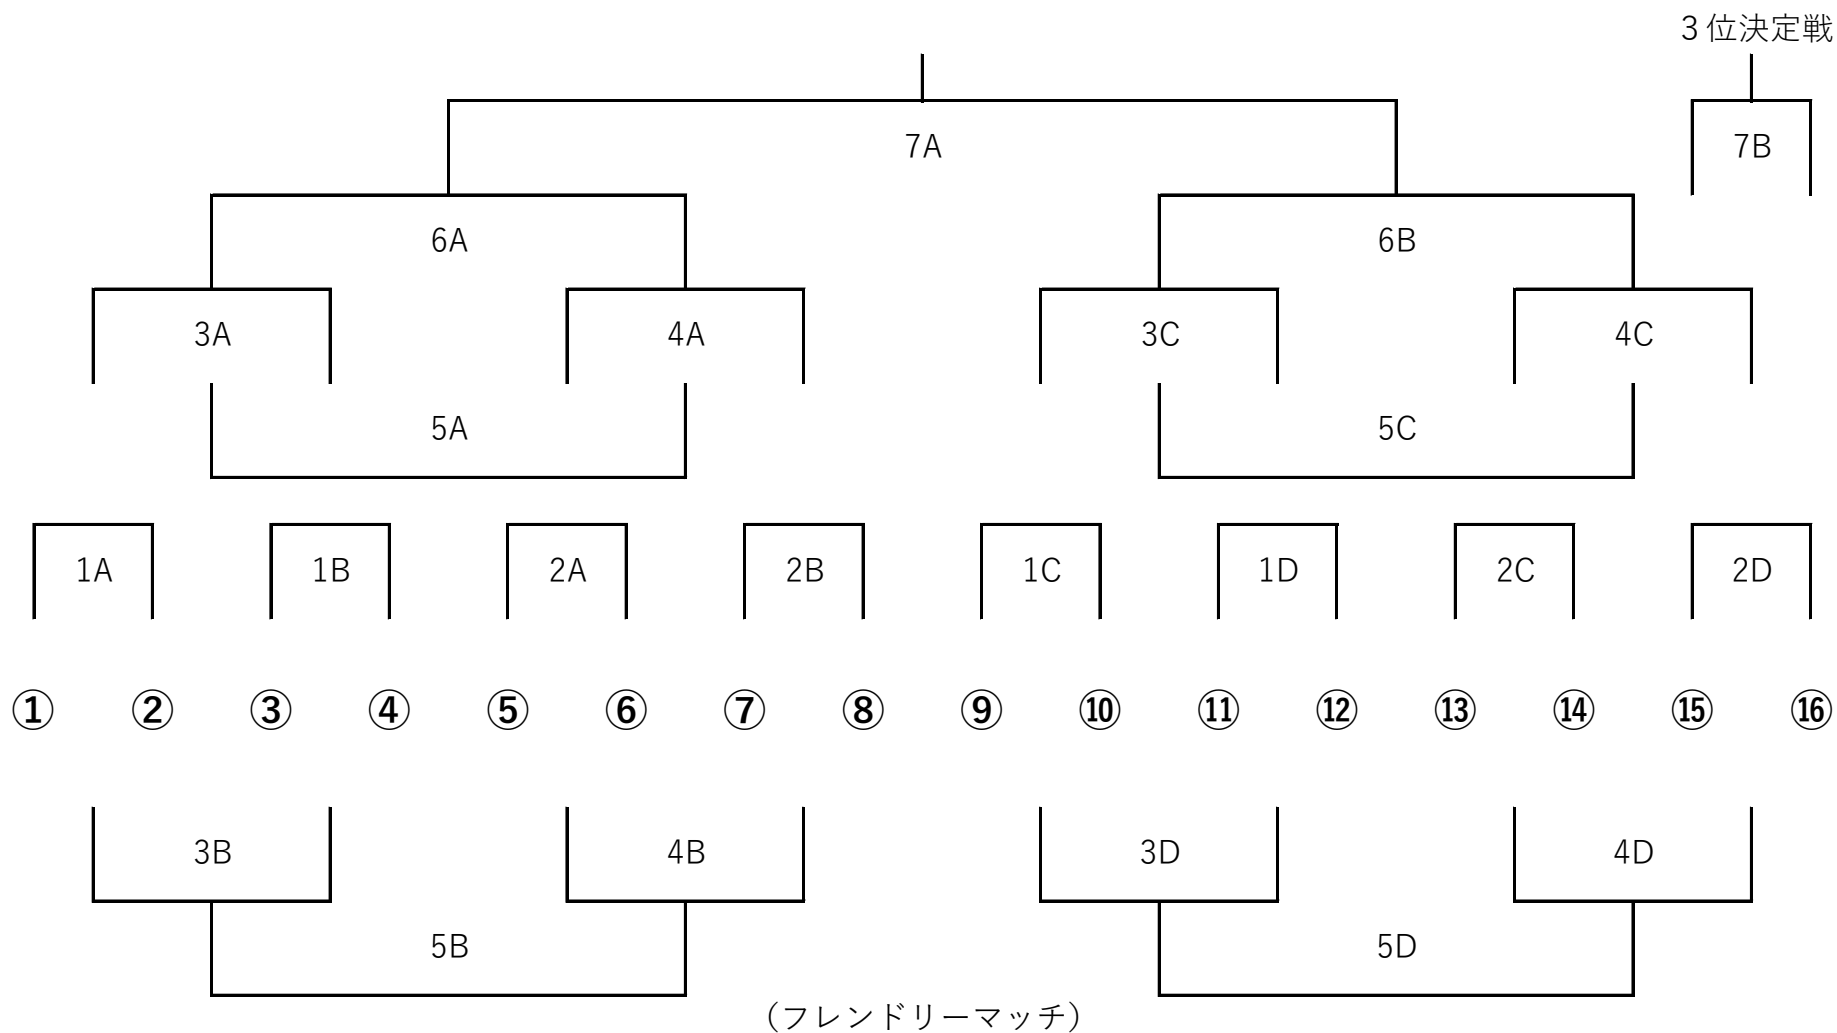 3位決定戦
7A 7B
6A 6B
3A 4A 3C 4C
5A 5C
1A 1B 2A 2B 1C 1D 2C 2D
① ② ③ ④ ⑤ ⑥ ⑦ ⑧ ⑨ ⑩ ⑪ ⑫ ⑬ ⑭ ⑮ ⑯
3B 4B 3D 4D
5B 5D
（フレンドリーマッチ）